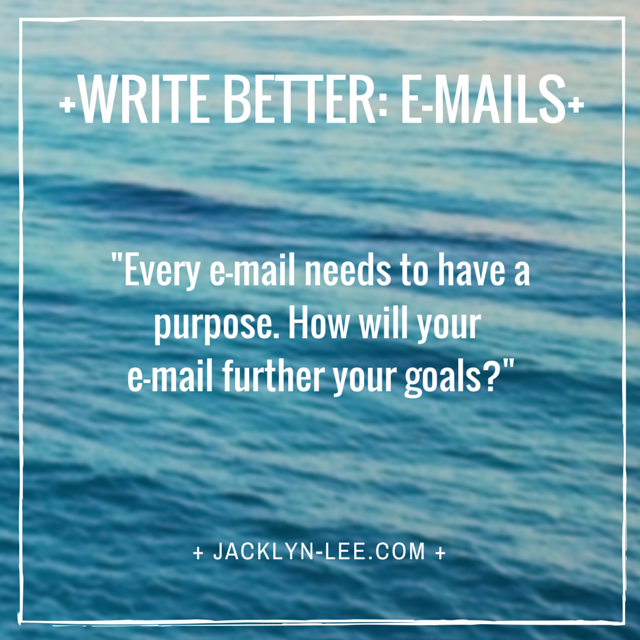 +WRITE BETTER: E-MAILS+
"Every e-mail needs to have a
purpose. How will your
e-mail further your goals?"
+ JACKLYN-LEE.COM +